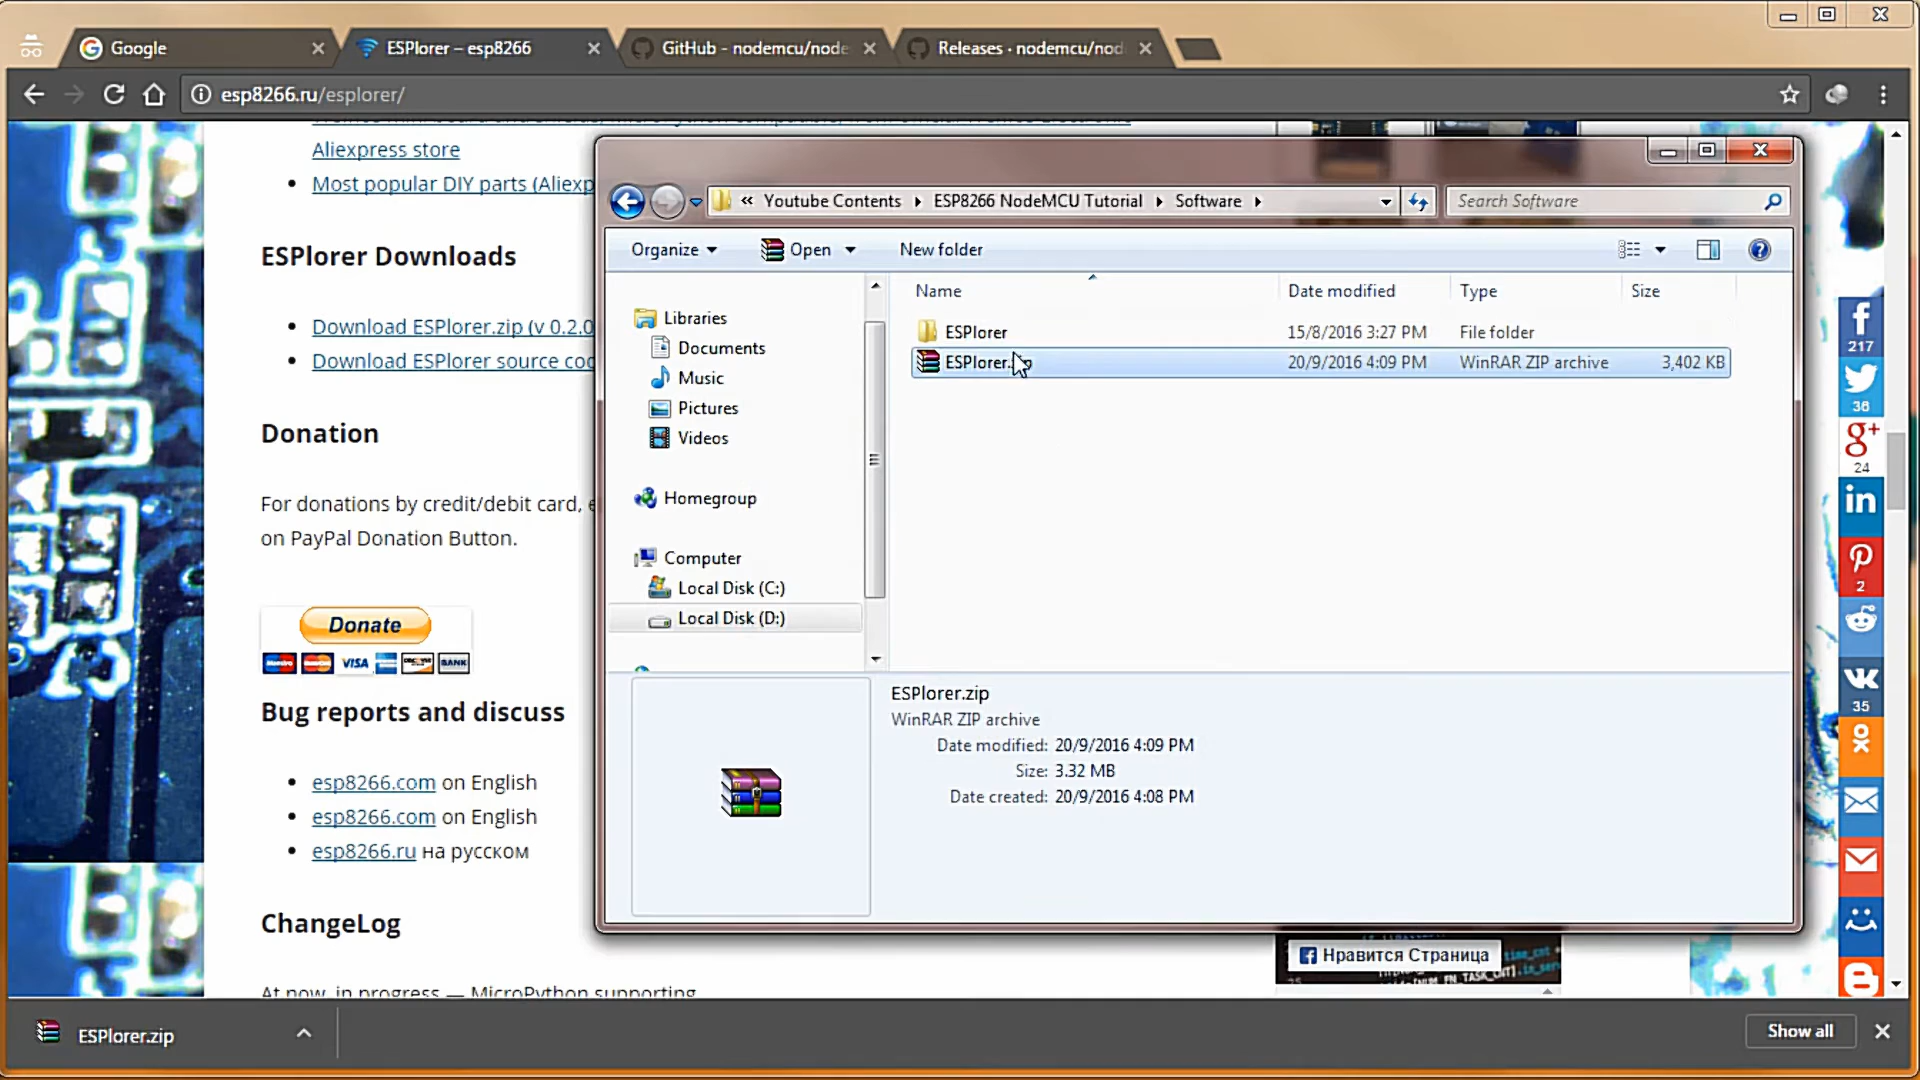 Google
ESPlorer – esp8266
GitHub - nodemcu/node
Releases · nodemcu/nod
esp8266.ru/esplorer/
Aliexpress store
Most popular DIY parts (Aliexp
ESPlorer Downloads
Download ESPlorer.zip (v 0.2.0
Download ESPlorer source coc
Donation
For donations by credit/debit card, e
on PayPal Donation Button.
Donate
VISA
BANK
Bug reports and discuss
esp8266.com on English
esp8266.com on English
esp8266.ru на русском
ChangeLog
At now, in progress — MicroPython supporting
« Youtube Contents ESP8266 NodeMCU Tutorial Software
Search Software
Organize Open New folder
Name Date modified Type Size
Libraries
Documents
Music
Pictures
Videos
Homegroup
Computer
Local Disk (C:)
Local Disk (D:)
ESPlorer 15/8/2016 3:27 PM File folder
ESPlorer.zip 20/9/2016 4:09 PM WinRAR ZIP archive 3,402 KB
ESPlorer.zip
WinRAR ZIP archive
Date modified: 20/9/2016 4:09 PM
Size: 3.32 MB
Date created: 20/9/2016 4:08 PM
217
36
g+
24
in
2
35
Нравится Страница
ESPlorer.zip
Show all